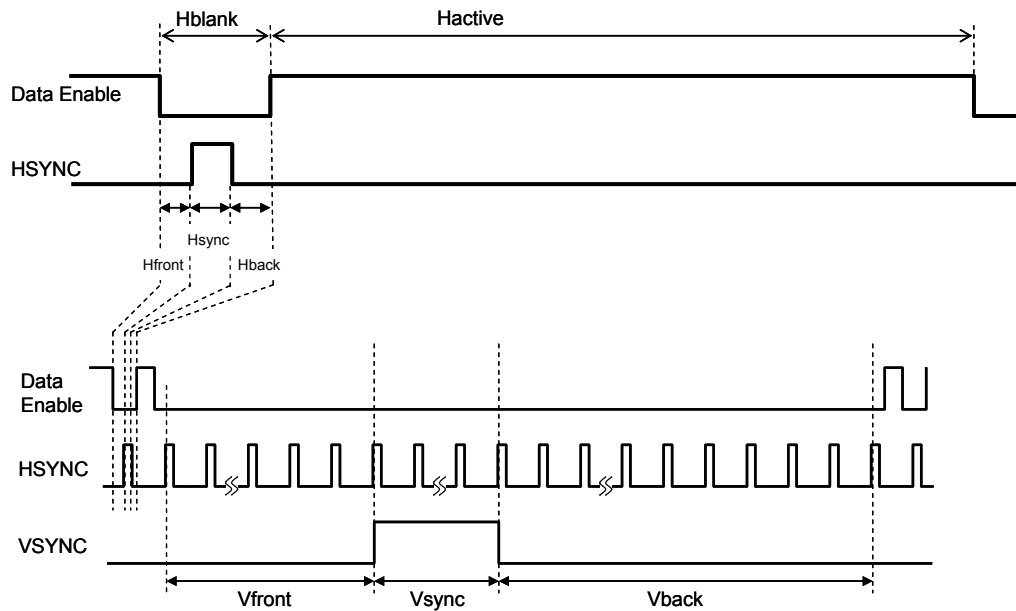 Hblank
Hactive
Data Enable
HSYNC
Hsync
Hfront
Hback
Data
Enable
HSYNC
VSYNC
Vfront
Vsync
Vback